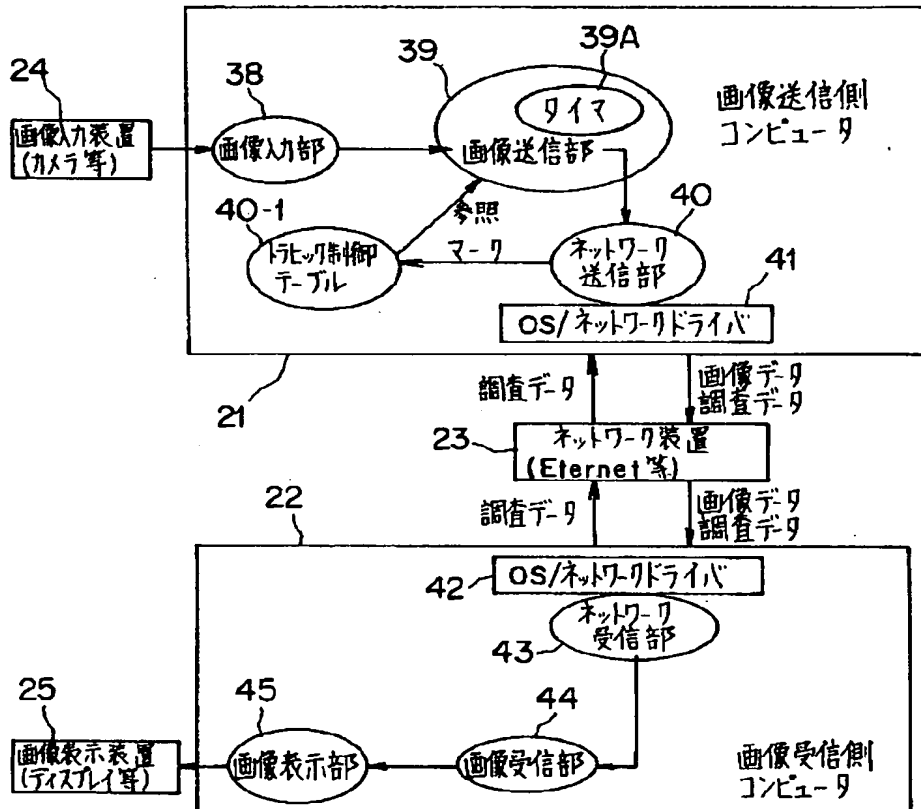 39A
39
38
24
タイマ
画像送信側
コンピュータ
画像入力装置
(カメラ等)
画像入力部
画像送信部
40-1
参照
40
トラヒック制御
テーブル
マーク
ネットワーク
送信部
41
OS/ネットワークドライバ
21
調査データ
画像データ
調査データ
23
ネットワーク装置
(Eternet等)
22
調査データ
画像データ
調査データ
42
OS/ネットワークドライバ
ネットワーク
受信部
43
25
45
44
画像表示装置
(ディスプレイ等)
画像表示部
画像受信部
画像受信側
コンピュータ